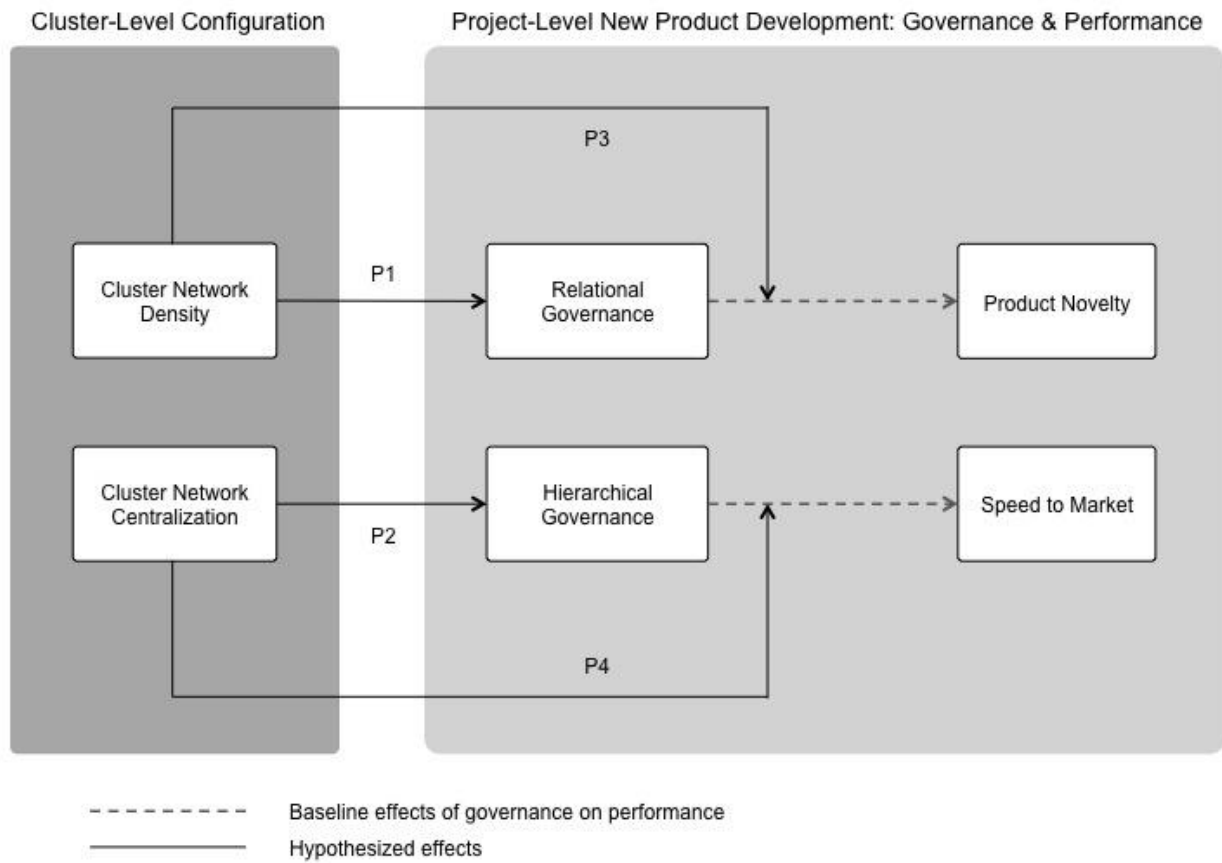 Cluster-Level Configuration
Project-Level New Product Development: Governance & Performance
P3
Cluster Network
Density
P1
Relational
Governance
Product Novelty
Cluster Network
Centralization
P2
Hierarchical
Governance
Speed to Market
P4
Baseline effects of governance on performance
Hypothesized effects